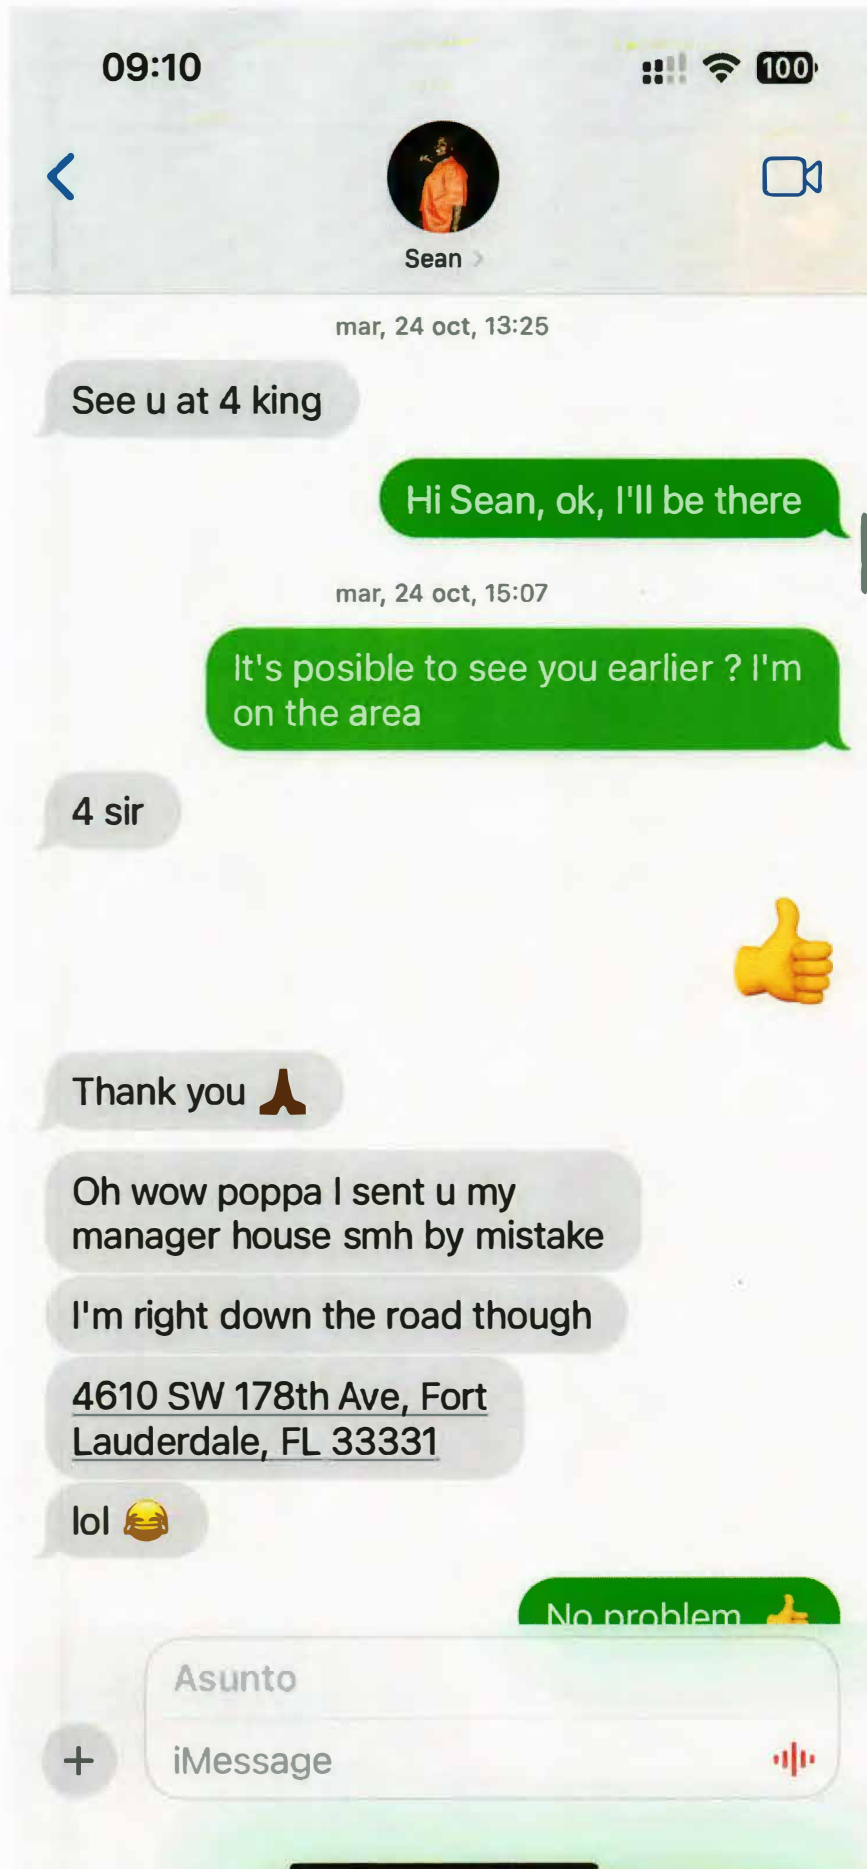 09:10
100
Sean
mar, 24 oct, 13:25
See u at 4 king
Hi Sean, ok, I'll be there
mar, 24 oct, 15:07
It's posible to see you earlier ? I'm
on the area
4 sir
👍
Thank you 🙏🏿
Oh wow poppa I sent u my
manager house smh by mistake
I'm right down the road though
4610 SW 178th Ave, Fort
Lauderdale, FL 33331
lol 😂
No problem 👍
Asunto
iMessage